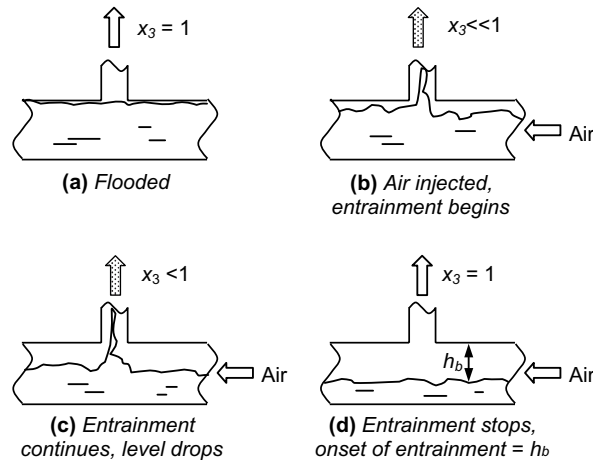 x3 = 1
x3<<1
Air
(a) Flooded
(b) Air injected,
entrainment begins
x3 <1
x3 = 1
hb
Air
Air
(c) Entrainment
continues, level drops
(d) Entrainment stops,
onset of entrainment = hb